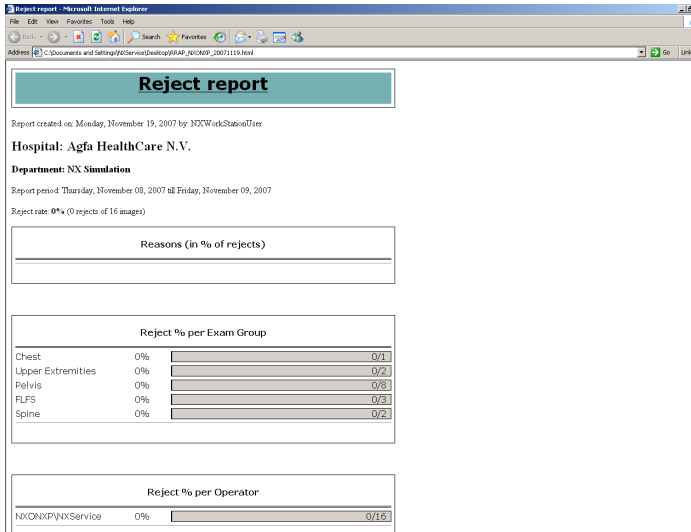 Reject report - Microsoft Internet Explorer
File Edit View Favorites Tools Help
Back Search Favorites
Address C:\Documents and Settings\NXService\Desktop\RRAP_NXONXP_20071119.html Go Link
Reject report
Report created on: Monday, November 19, 2007 by: NXWorkStationUser
Hospital: Agfa HealthCare N.V.
Department: NX Simulation
Report period: Thursday, November 08, 2007 till Friday, November 09, 2007
Reject rate: 0% (0 rejects of 16 images)
Reasons (in % of rejects)
Reject % per Exam Group
Chest 0% 0/1
Upper Extremities 0% 0/2
Pelvis 0% 0/8
FLFS 0% 0/3
Spine 0% 0/2
Reject % per Operator
NXONXP\NXService 0% 0/16